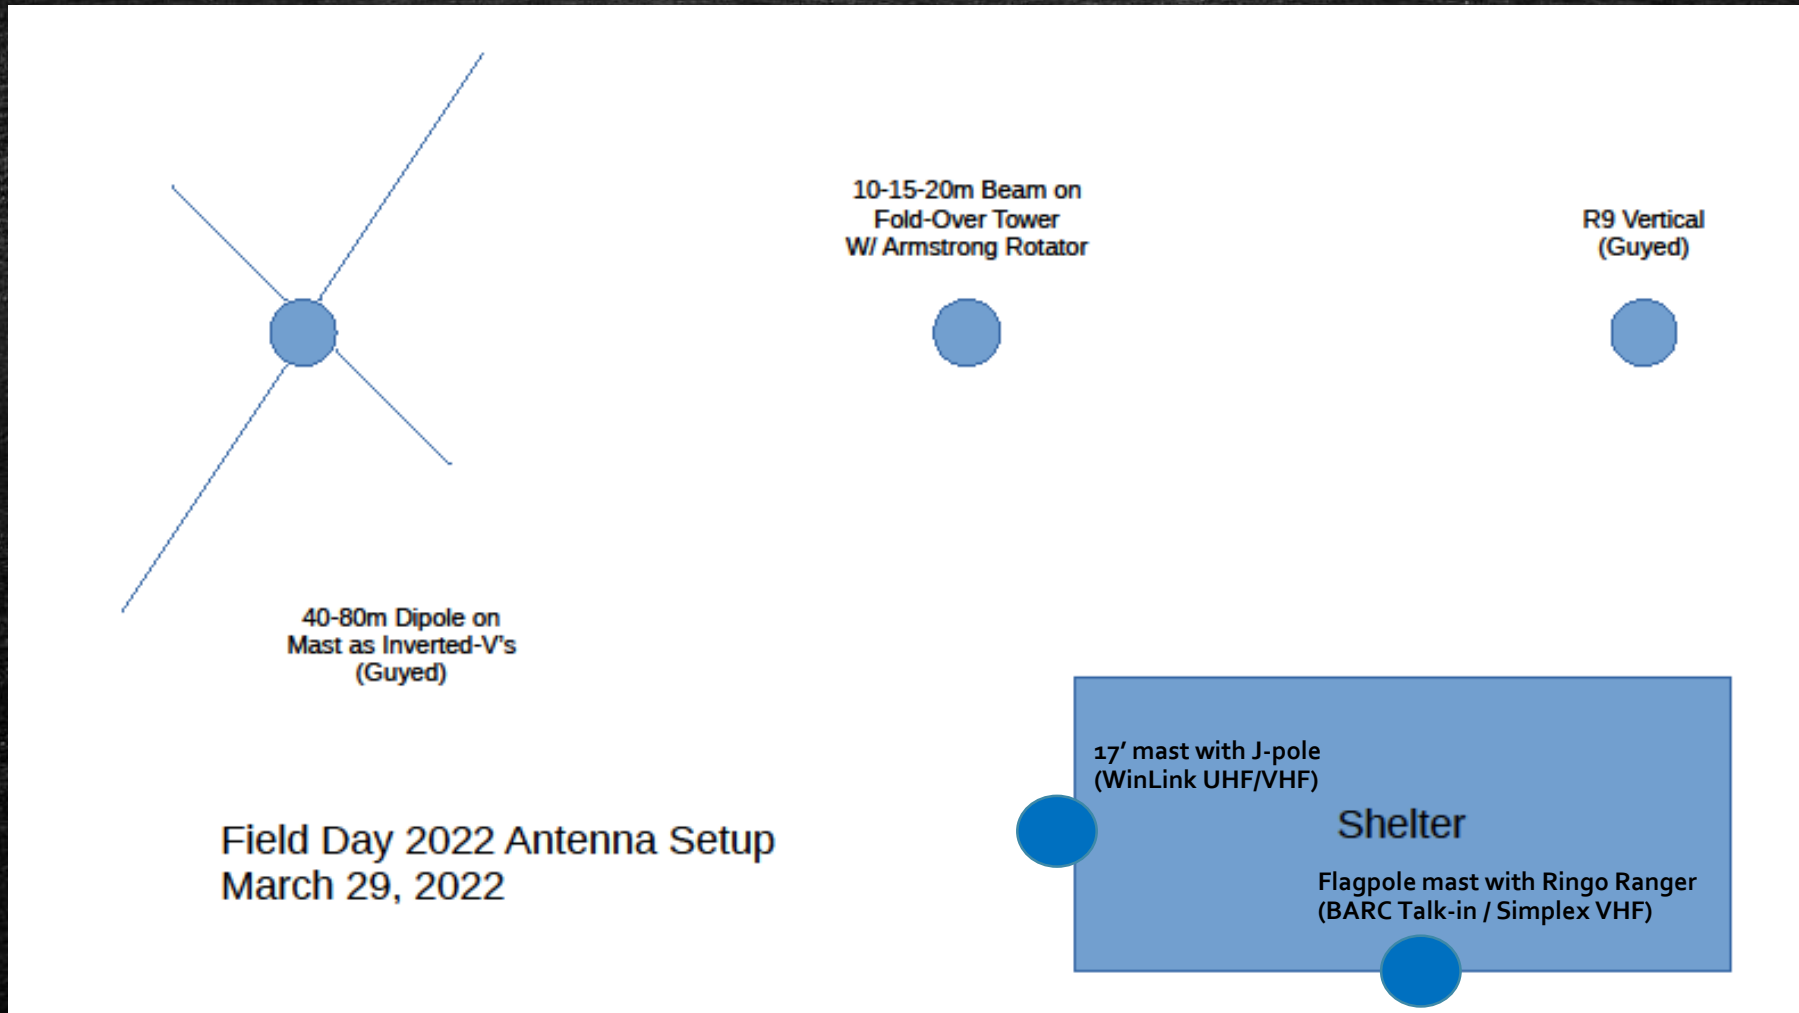 10-15-20m Beam on
Fold-Over Tower
W/ Armstrong Rotator
R9 Vertical
(Guyed)
40-80m Dipole on
Mast as Inverted-V's
(Guyed)
17’ mast with J-pole
(WinLink UHF/VHF)
Shelter
Flagpole mast with Ringo Ranger
(BARC Talk-in / Simplex VHF)
Field Day 2022 Antenna Setup
March 29, 2022